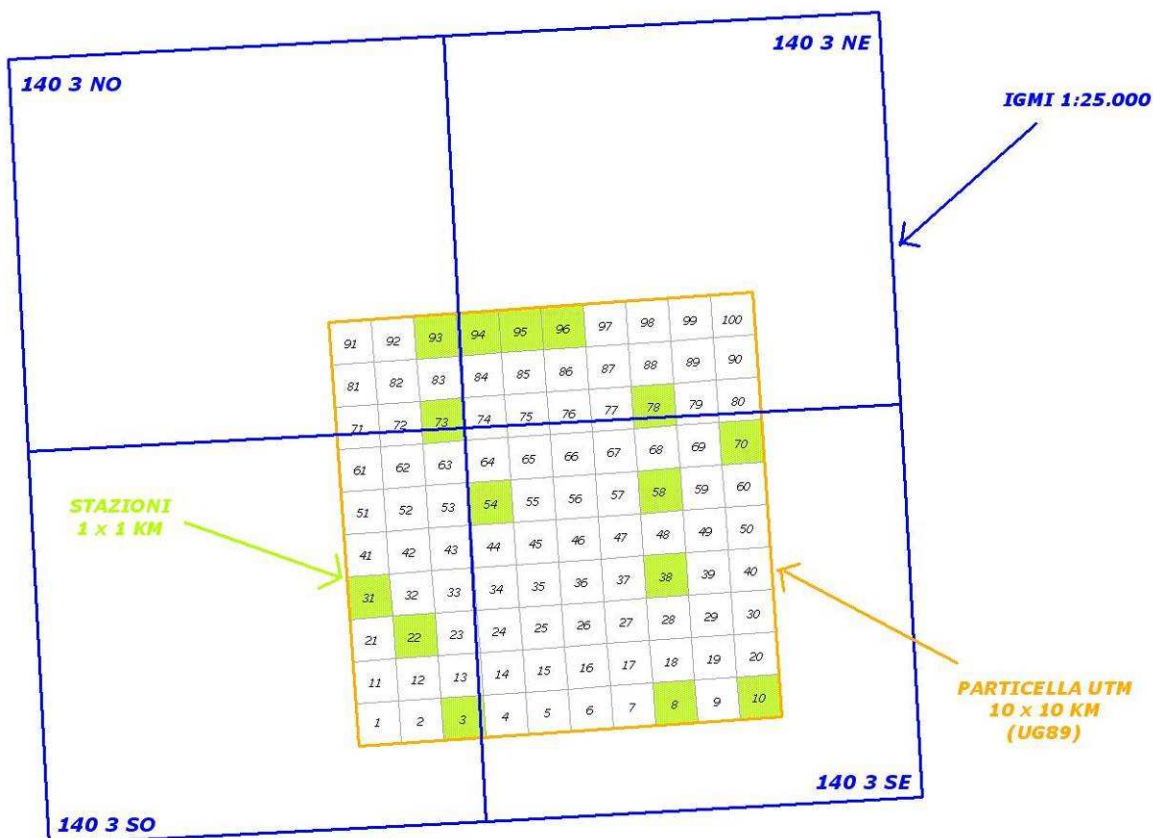 140 3 NO
140 3 NE
IGMI 1:25.000
91 92 93 94 95 96 97 98 99 100
81 82 83 84 85 86 87 88 89 90
71 72 73 74 75 76 77 78 79 80
61 62 63 64 65 66 67 68 69 70
51 52 53 54 55 56 57 58 59 60
41 42 43 44 45 46 47 48 49 50
31 32 33 34 35 36 37 38 39 40
21 22 23 24 25 26 27 28 29 30
11 12 13 14 15 16 17 18 19 20
1 2 3 4 5 6 7 8 9 10
STAZIONI
1 x 1 KM
PARTICELLA UTM
10 x 10 KM
(UG89)
140 3 SO
140 3 SE